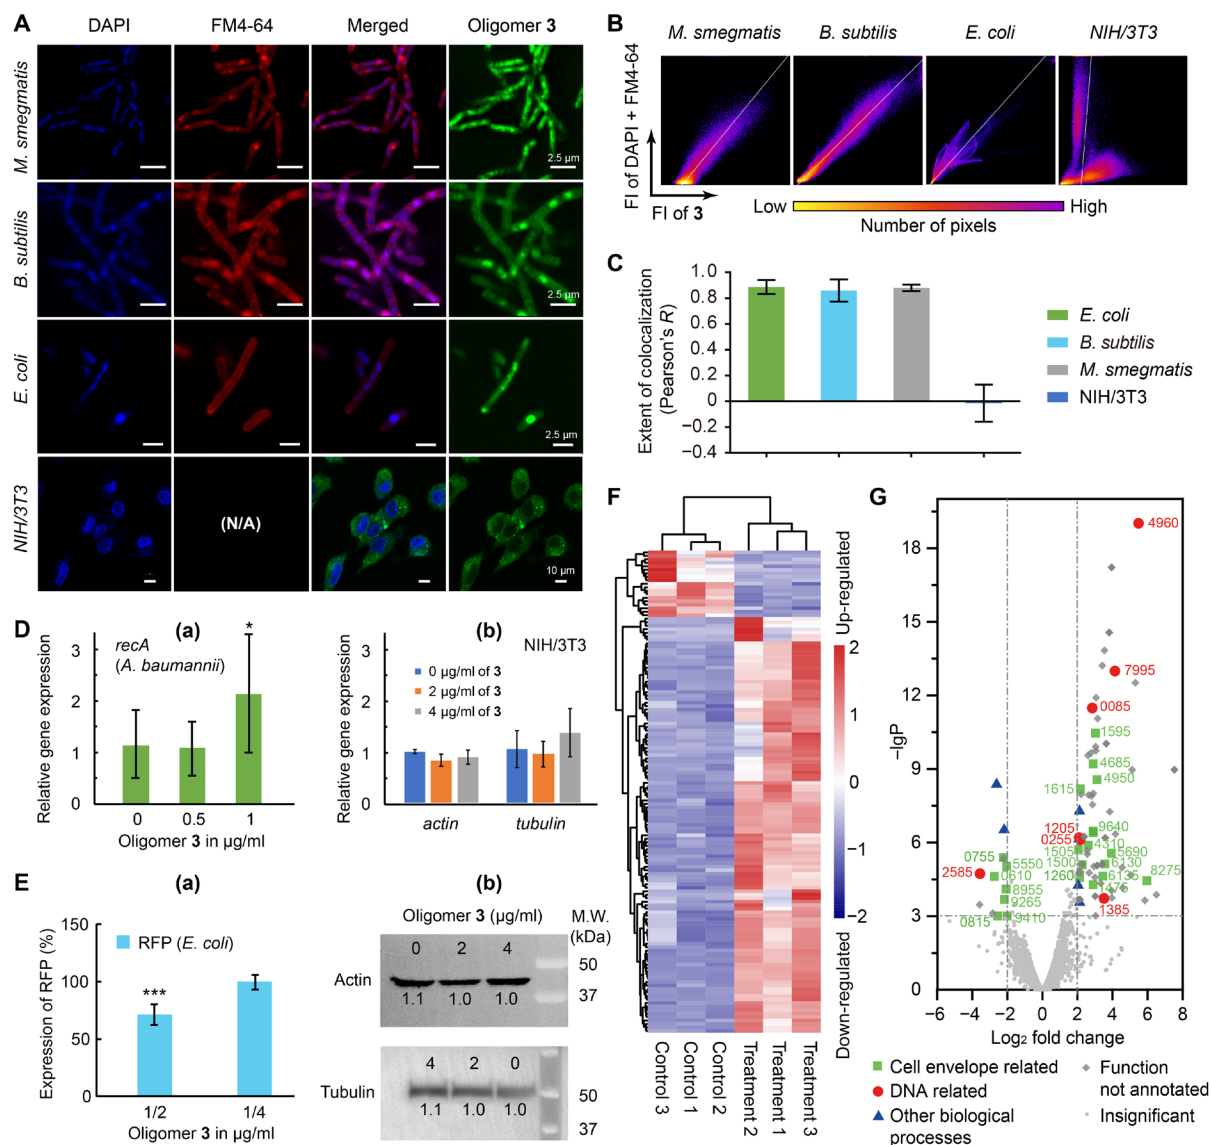 A
DAPI
FM4-64
Merged
Oligomer 3
M. smegmatis
2.5 µm
B. subtilis
2.5 µm
E. coli
2.5 µm
NIH/3T3
(N/A)
10 µm
B
M. smegmatis
B. subtilis
E. coli
NIH/3T3
FI of DAPI + FM4-64
FI of 3
Low
High
Number of pixels
C
Extent of colocalization
(Pearson's R)
1.0
0.8
0.6
0.4
0.2
0
−0.2
−0.4
E. coli
B. subtilis
M. smegmatis
NIH/3T3
D
(a)
recA
(A. baumannii)
*
Relative gene expression
3
2
1
0
0
0.5
1
Oligomer 3 in µg/ml
(b)
NIH/3T3
0 µg/ml of 3
2 µg/ml of 3
4 µg/ml of 3
Relative gene expression
3
2
1
0
actin
tubulin
E
(a)
RFP (E. coli)
***
Expression of RFP (%)
150
100
50
0
1/2
1/4
Oligomer 3 in µg/ml
(b)
Oligomer 3 (µg/ml)
M.W.
(kDa)
0
2
4
Actin
1.1
1.0
1.0
50
37
4
2
0
Tubulin
1.1
1.0
1.0
50
37
F
Up-regulated
2
1
0
−1
−2
Down-regulated
Control 3
Control 1
Control 2
Treatment 2
Treatment 1
Treatment 3
G
−lgP
18
15
12
9
6
3
0
−6
−4
−2
0
2
4
6
8
Log2 fold change
4960
7995
0085
1595
4685
4950
1615
1205
0255
9640
4310
1505
5690
1500
6130
1260
6135
8275
1475
1385
0755
5550
2585
0610
8955
9265
0815
9410
Cell envelope related
DNA related
Other biological
processes
Function
not annotated
Insignificant